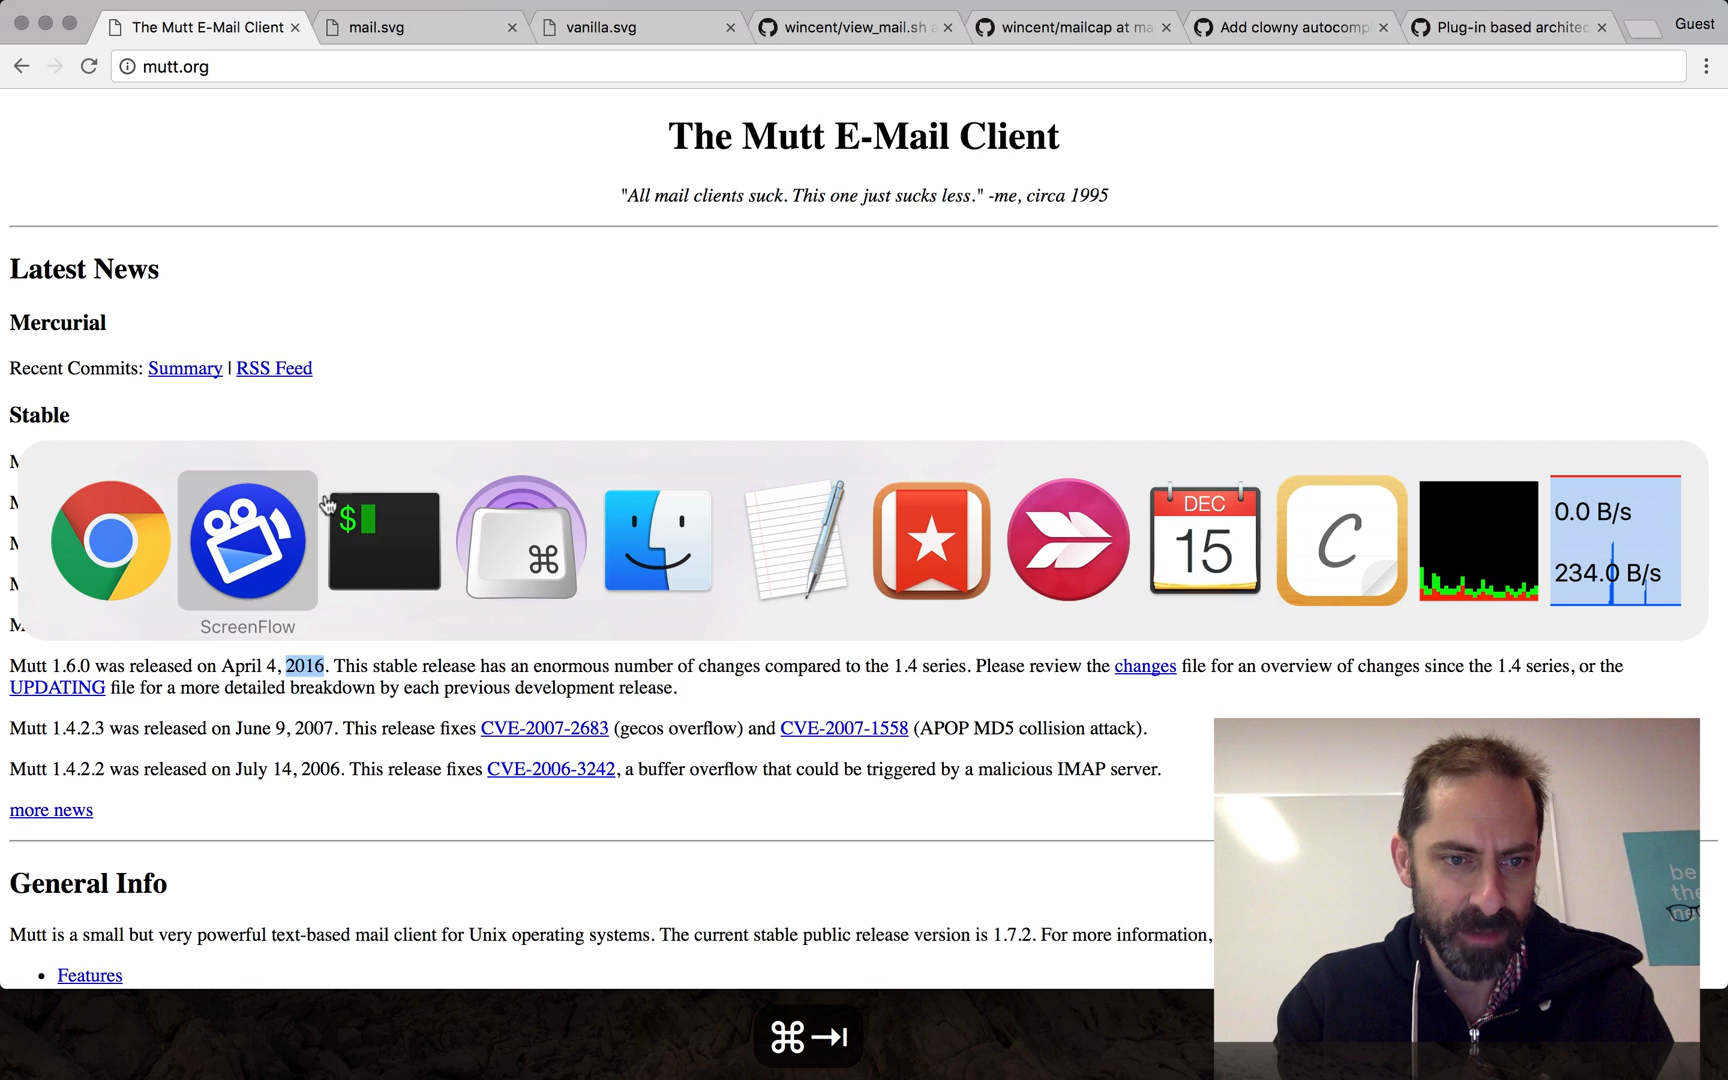 The Mutt E-Mail Client
mail.svg
vanilla.svg
wincent/view_mail.sh a
wincent/mailcap at ma
Add clowny autocomp
Plug-in based architec
Guest
mutt.org
The Mutt E-Mail Client
"All mail clients suck. This one just sucks less." -me, circa 1995
Latest News
Mercurial
Recent Commits: Summary | RSS Feed
Stable
M
M
M
M
M
$
⌘
DEC
15
C
0.0 B/s
234.0 B/s
ScreenFlow
Mutt 1.6.0 was released on April 4, 2016. This stable release has an enormous number of changes compared to the 1.4 series. Please review the changes file for an overview of changes since the 1.4 series, or the
UPDATING file for a more detailed breakdown by each previous development release.
Mutt 1.4.2.3 was released on June 9, 2007. This release fixes CVE-2007-2683 (gecos overflow) and CVE-2007-1558 (APOP MD5 collision attack).
Mutt 1.4.2.2 was released on July 14, 2006. This release fixes CVE-2006-3242, a buffer overflow that could be triggered by a malicious IMAP server.
more news
General Info
Mutt is a small but very powerful text-based mail client for Unix operating systems. The current stable public release version is 1.7.2. For more information,
• Features
be
the
⌘⇥